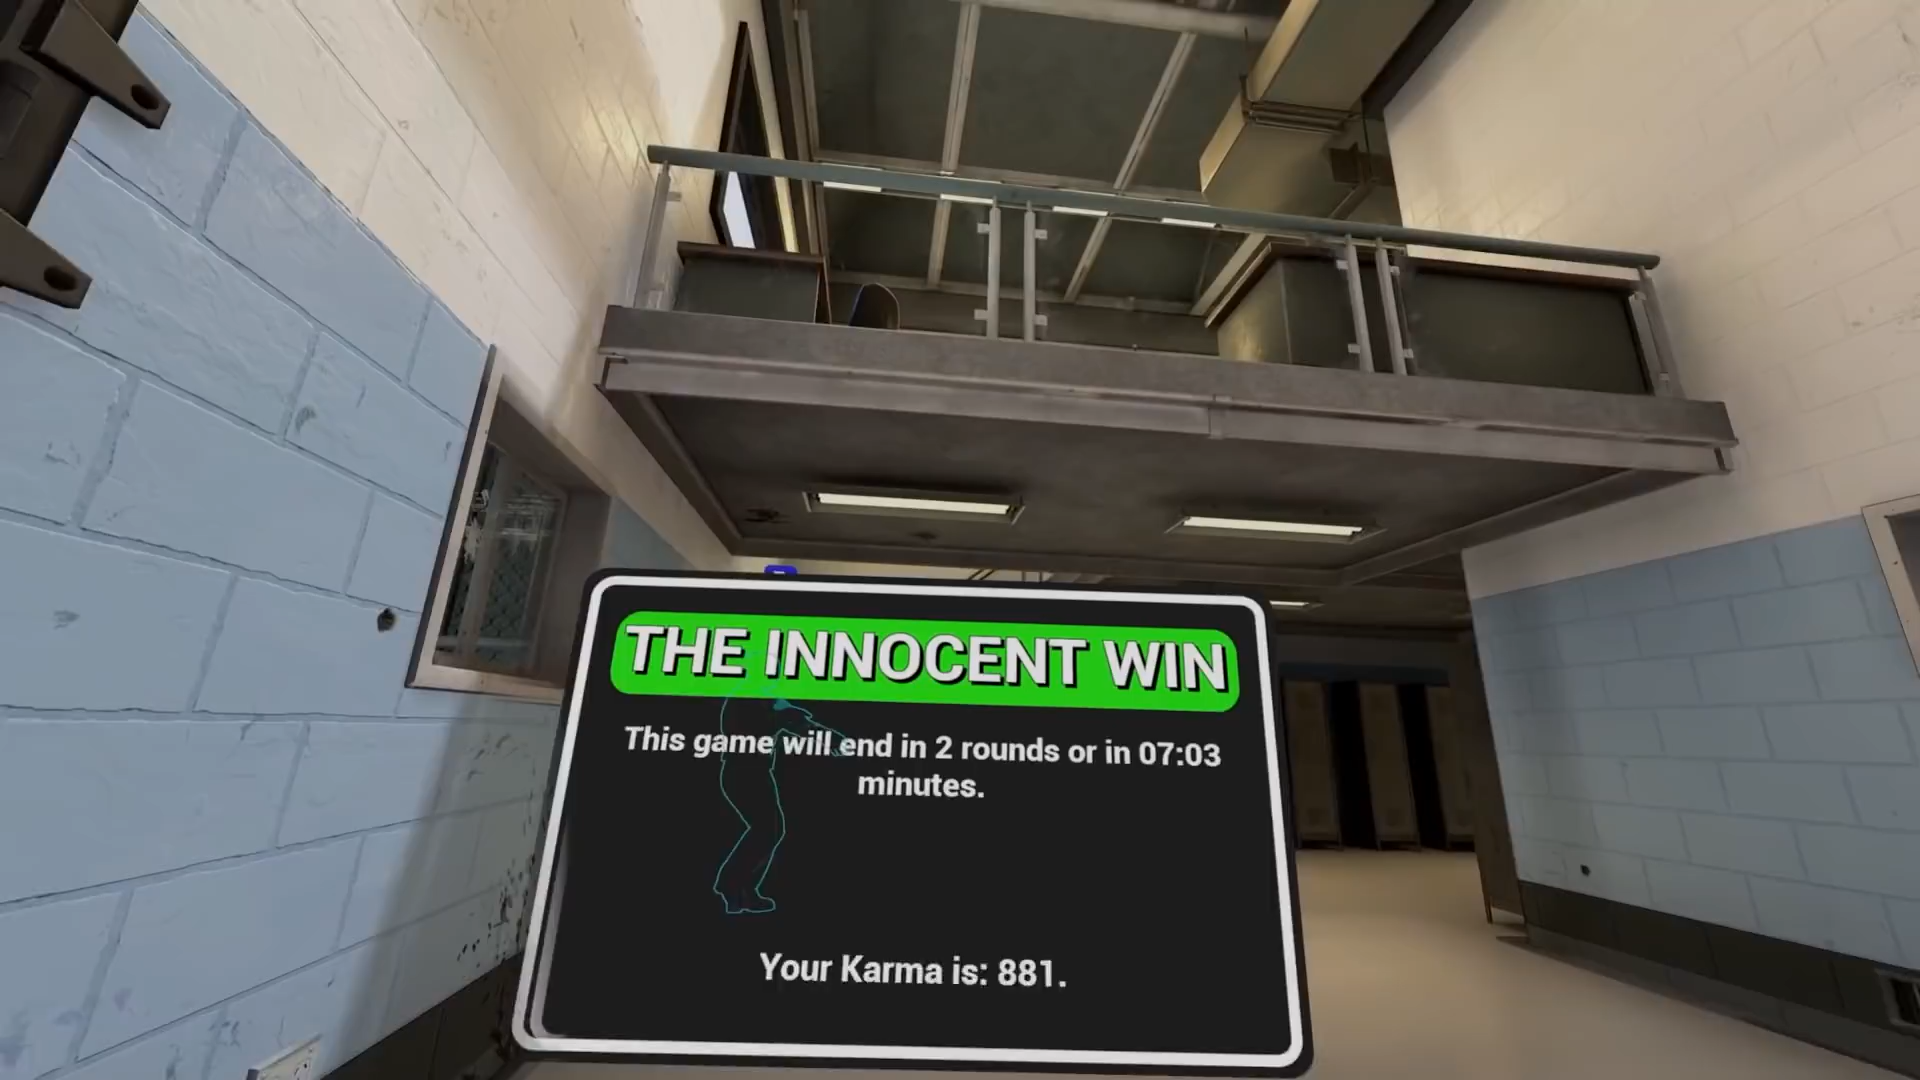 THE INNOCENT WIN
This game will end in 2 rounds or in 07:03
minutes.
Your Karma is: 881.